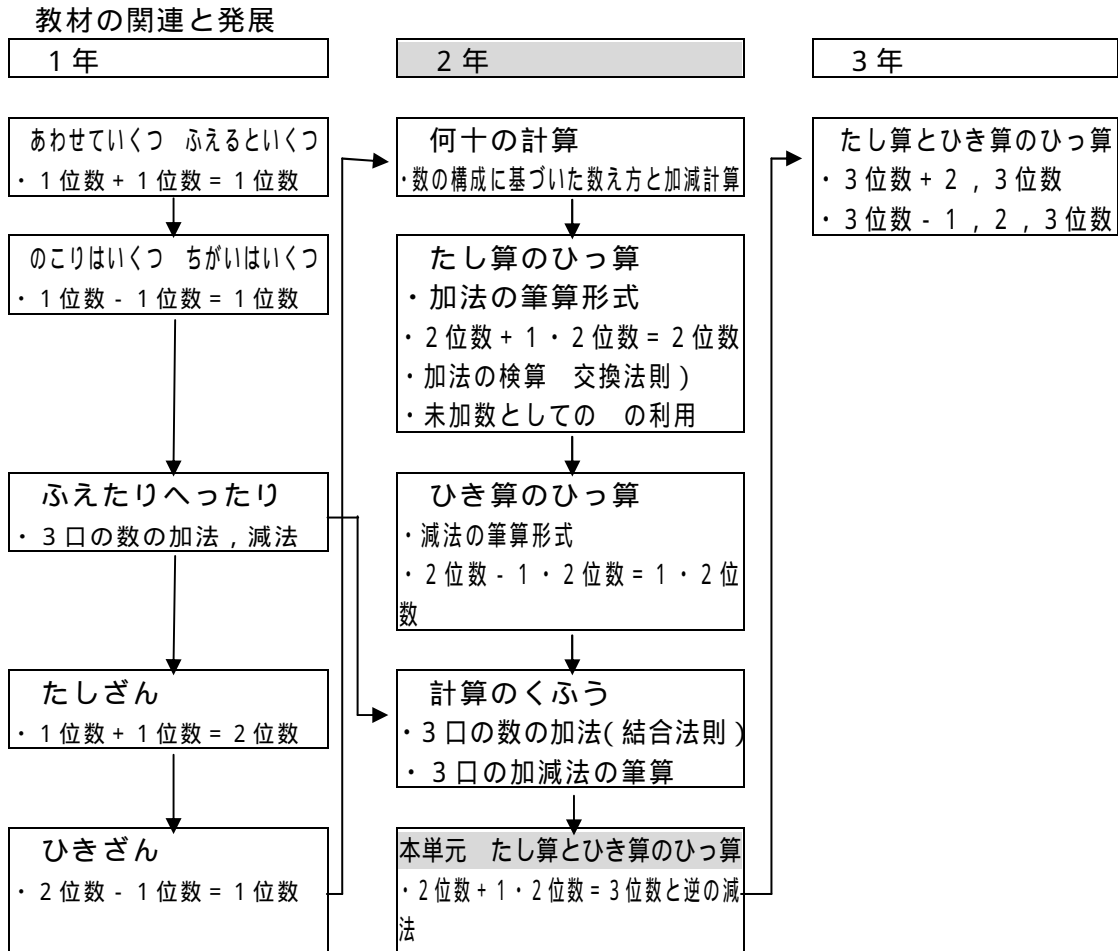 教材の関連と発展
1年
あわせていくつ　ふえるといくつ
・1位数+1位数=1位数
のこりはいくつ　ちがいはいくつ
・1位数-1位数=1位数
ふえたりへったり
・3口の数の加法,減法
たしざん
・1位数+1位数=2位数
ひきざん
・2位数-1位数=1位数
2年
何十の計算
・数の構成に基づいた数え方と加減計算
たし算のひっ算
・加法の筆算形式
・2位数+1・2位数=2位数
・加法の検算　交換法則)
・未加数としての　の利用
ひき算のひっ算
・減法の筆算形式
・2位数-1・2位数=1・2位
数
計算のくふう
・3口の数の加法(結合法則)
・3口の加減法の筆算
本単元　たし算とひき算のひっ算
・2位数+1・2位数=3位数と逆の減
法
3年
たし算とひき算のひっ算
・3位数+2,3位数
・3位数-1,2,3位数